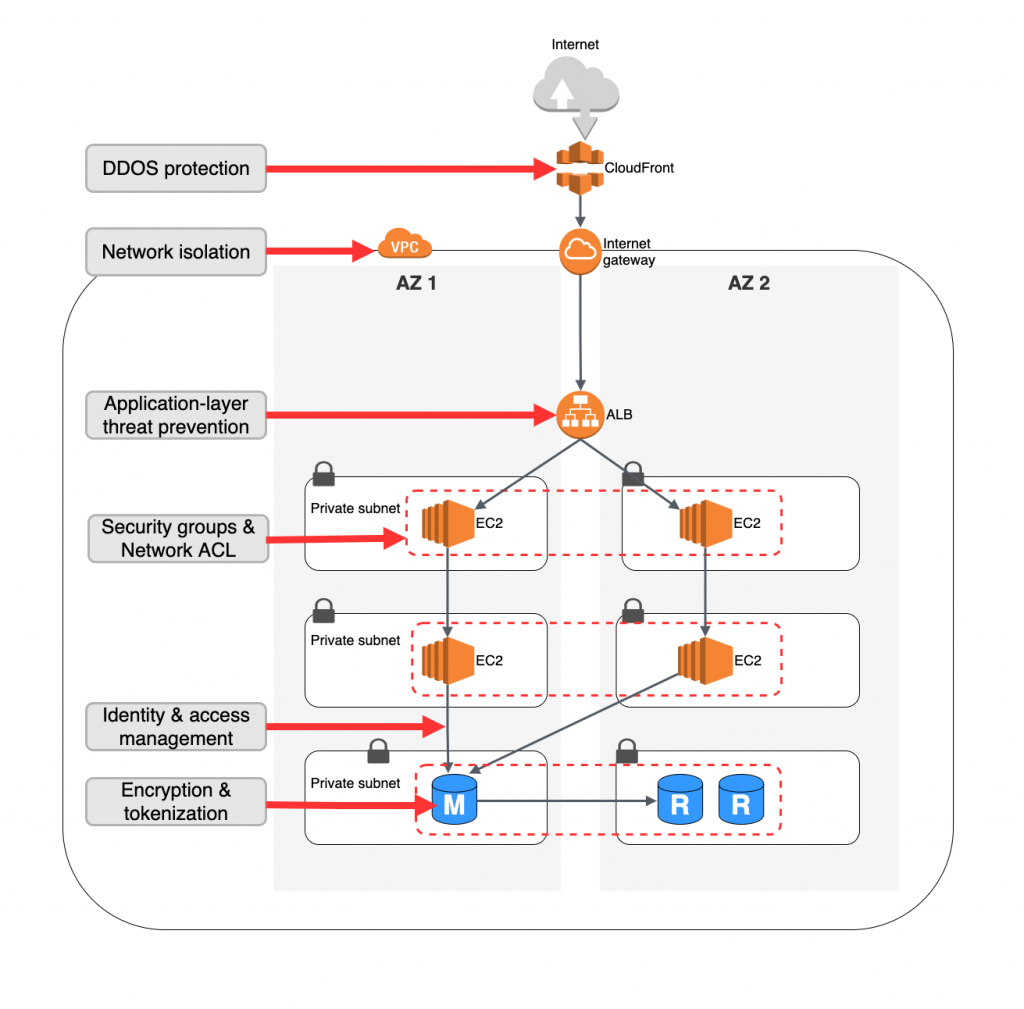 Internet
DDOS protection
CloudFront
Network isolation
VPC
Internet
gateway
AZ 1
AZ 2
Application-layer
threat prevention
ALB
Private subnet
EC2
EC2
Security groups &
Network ACL
Private subnet
EC2
EC2
Identity & access
management
Private subnet
Encryption &
tokenization
M
R
R